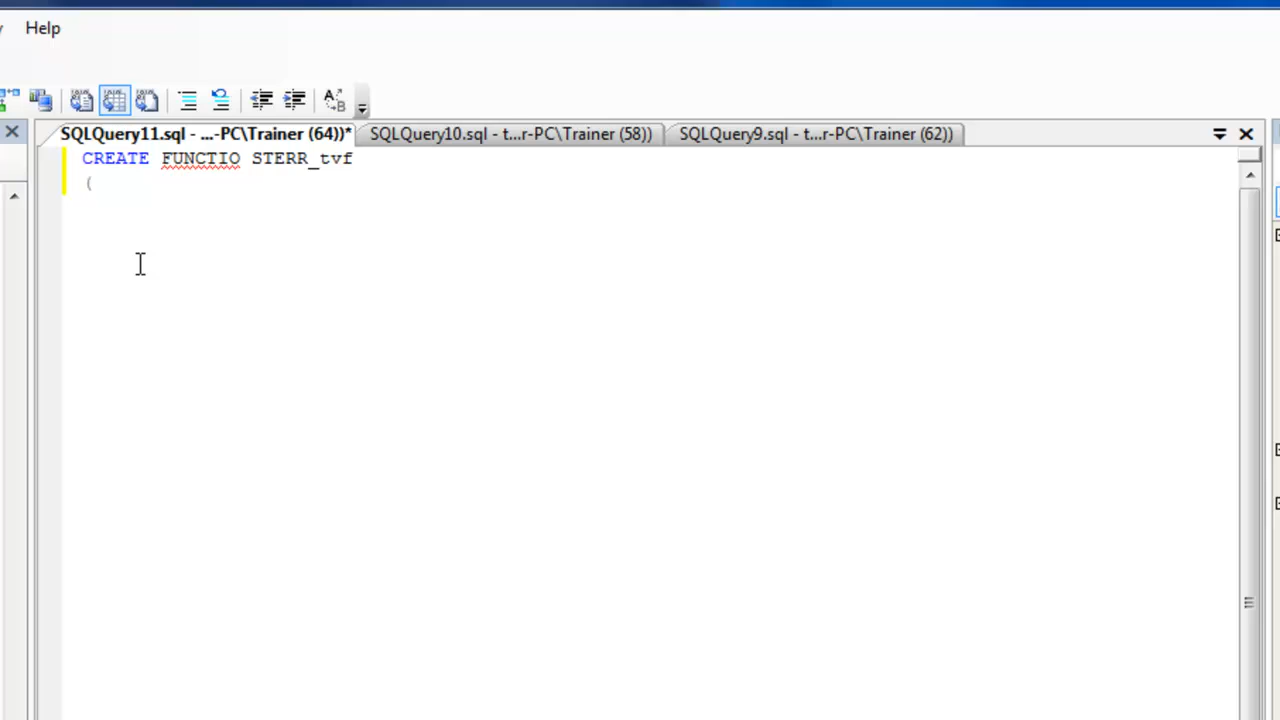 Help
SQLQuery11.sql - ...-PC\Trainer (64))*
SQLQuery10.sql - t...r-PC\Trainer (58))
SQLQuery9.sql - t...r-PC\Trainer (62))
CREATE FUNCTIO STERR_tvf
(